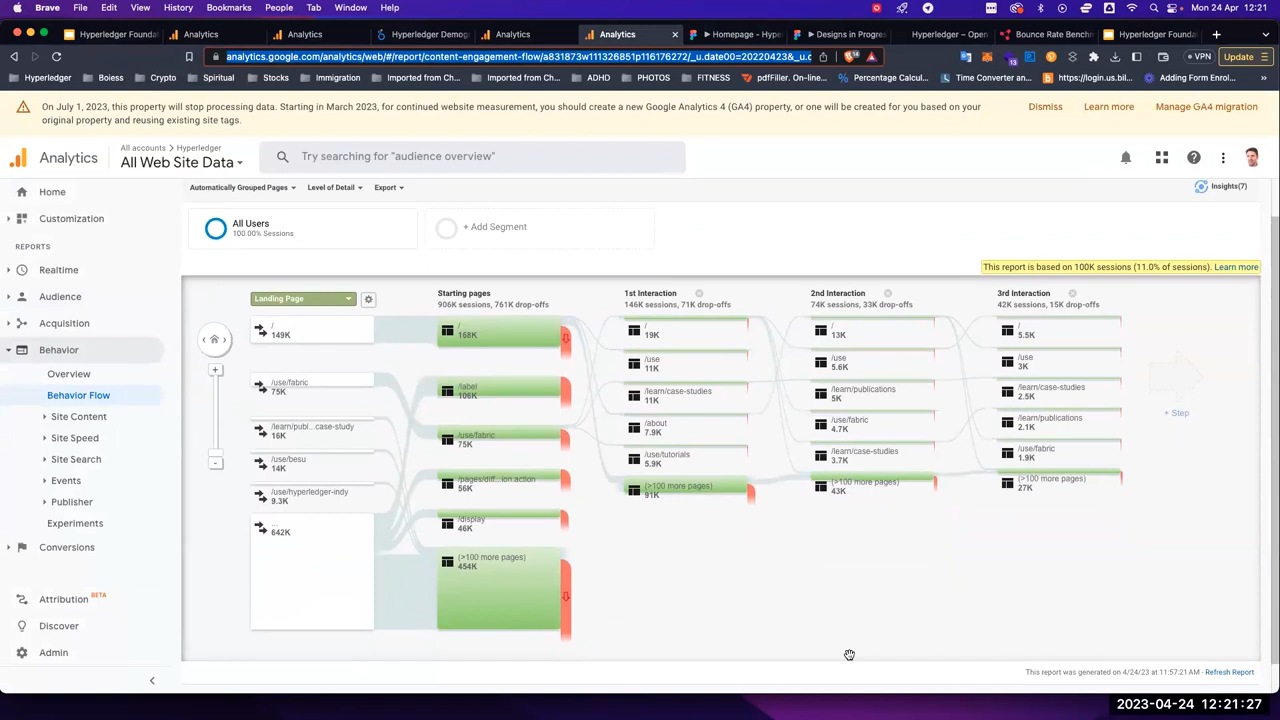 Brave
File
Edit
View
History
Bookmarks
People
Tab
Window
Help
Mon 24 Apr 12:21
Hyperledger Founda
Analytics
Analytics
Hyperledger Demog
Analytics
Analytics
Homepage - Hyper
Designs in Progres
Hyperledger – Open
Bounce Rate Bench
Hyperledger Founda
analytics.google.com/analytics/web/#/report/content-engagement-flow/a831873w111326851p116176272/_u.date00=20220423&_u.c
VPN
Update
Hyperledger
Boiess
Crypto
Spiritual
Stocks
Immigration
Imported from C...
Imported from Ch...
ADHD
PHOTOS
FITNESS
pdfFiller. On-line...
Percentage Calcul...
Time Converter an...
https://login.us.bil...
Adding Form Enrol...
On July 1, 2023, this property will stop processing data. Starting in March 2023, for continued website measurement, you should create a new Google Analytics 4 (GA4) property, or one will be created for you based on your
original property and reusing existing site tags.
Dismiss
Learn more
Manage GA4 migration
Analytics
All accounts > Hyperledger
All Web Site Data
Try searching for "audience overview"
Home
Customization
REPORTS
Realtime
Audience
Acquisition
Behavior
Overview
Behavior Flow
Site Content
Site Speed
Site Search
Events
Publisher
Experiments
Conversions
Attribution BETA
Discover
Admin
Automatically Grouped Pages
Level of Detail
Export
Insights(7)
All Users
100.00% Sessions
+ Add Segment
This report is based on 100K sessions (11.0% of sessions). Learn more
Landing Page
/
149K
/use/fabric
75K
/learn/publ...case-study
16K
/use/besu
14K
/use/hyperledger-indy
9.3K
...
642K
Starting pages
906K sessions, 761K drop-offs
/
168K
/label
106K
/use/fabric
75K
/pages/diff...ion.action
56K
/display
46K
(>100 more pages)
454K
1st Interaction
146K sessions, 71K drop-offs
/
19K
/use
11K
/learn/case-studies
11K
/about
7.9K
/use/tutorials
5.9K
(>100 more pages)
91K
2nd Interaction
74K sessions, 33K drop-offs
/
13K
/use
5.6K
/learn/publications
5K
/use/fabric
4.7K
/learn/case-studies
3.7K
(>100 more pages)
43K
3rd Interaction
42K sessions, 15K drop-offs
/
5.5K
/use
3K
/learn/case-studies
2.5K
/learn/publications
2.1K
/use/fabric
1.9K
(>100 more pages)
27K
+ Step
This report was generated on 4/24/23 at 11:57:21 AM - Refresh Report
2023-04-24 12:21:27